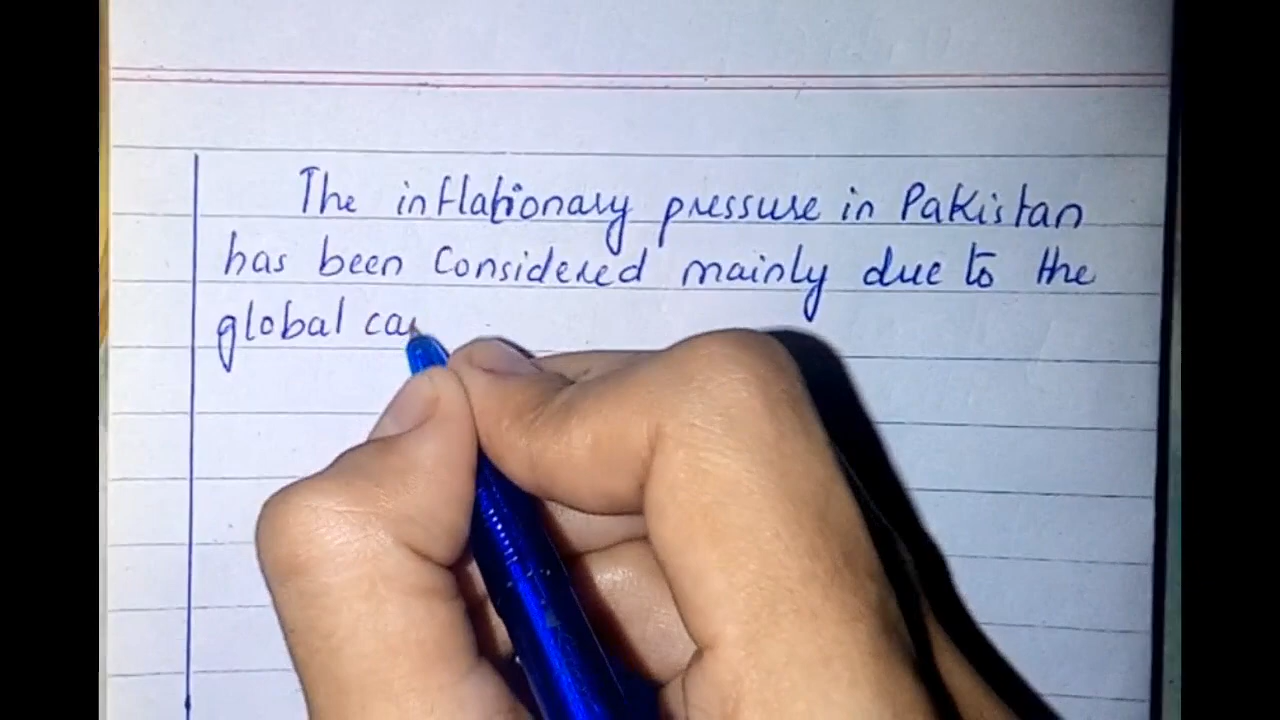 The inflationary pressure in Pakistan
has been Considered mainly due to the
global